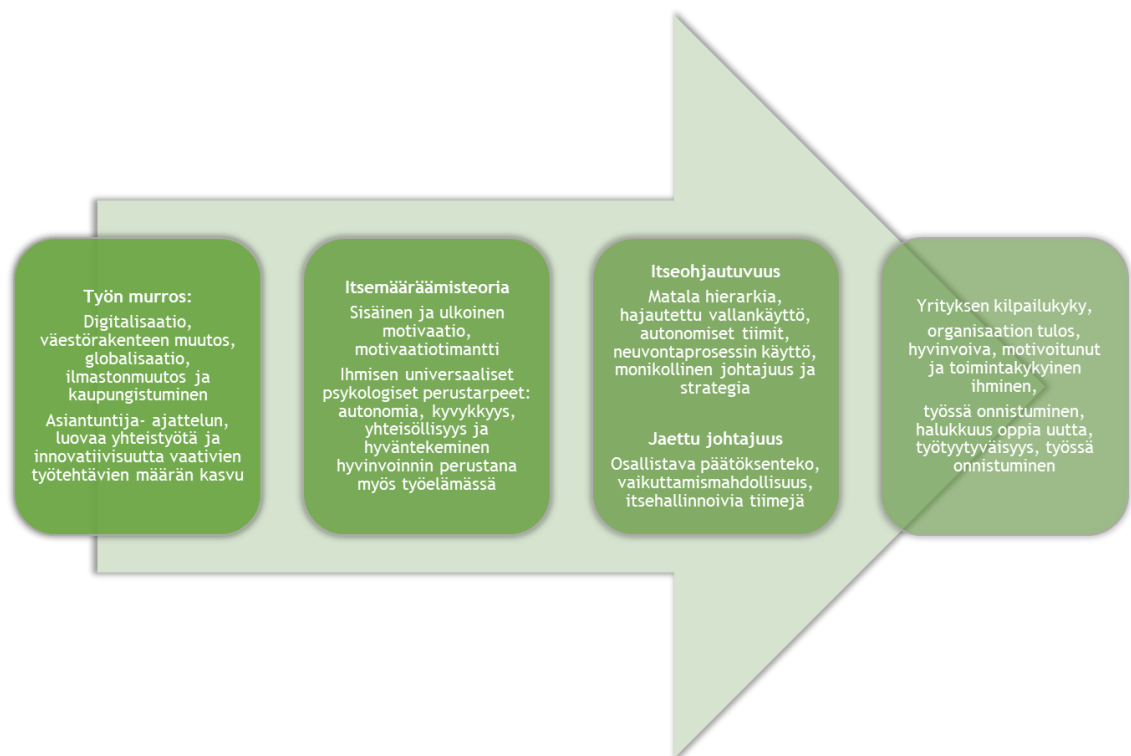 Työn murros:
Digitalisaatio,
väestörakenteen muutos,
globalisaatio,
ilmastonmuutos ja
kaupungistuminen
Asiantuntija- ajattelun,
luovaa yhteistyötä ja
innovatiivisuutta vaativien
työtehtävien määrän kasvu
Itsemääräämisteoria
Sisäinen ja ulkoinen
motivaatio,
motivaatiotimantti
Ihmisen universaaliset
psykologiset perustarpeet:
autonomia, kyvykkyys,
yhteisöllisyys ja
hyväntekeminen
hyvinvoinnin perustana
myös työelämässä
Itseohjautuvuus
Matala hierarkia,
hajautettu vallankäyttö,
autonomiset tiimit,
neuvontaprosessin käyttö,
monikollinen johtajuus ja
strategia
Jaettu johtajuus
Osallistava päätöksenteko,
vaikuttamismahdollisuus,
itsehallinnoivia tiimejä
Yrityksen kilpailukyky,
organisaation tulos,
hyvinvoiva, motivoitunut
ja toimintakykyinen
ihminen,
työssä onnistuminen,
halukkuus oppia uutta,
työtyytyväisyys, työssä
onnistuminen